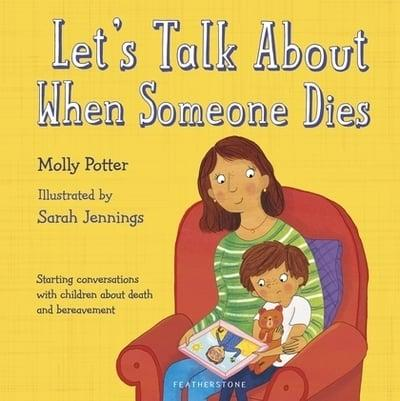 Let's Talk About
When Someone Dies
Molly Potter
Illustrated by
Sarah Jennings
Starting conversations
with children about death
and bereavement
FEATHERSTONE